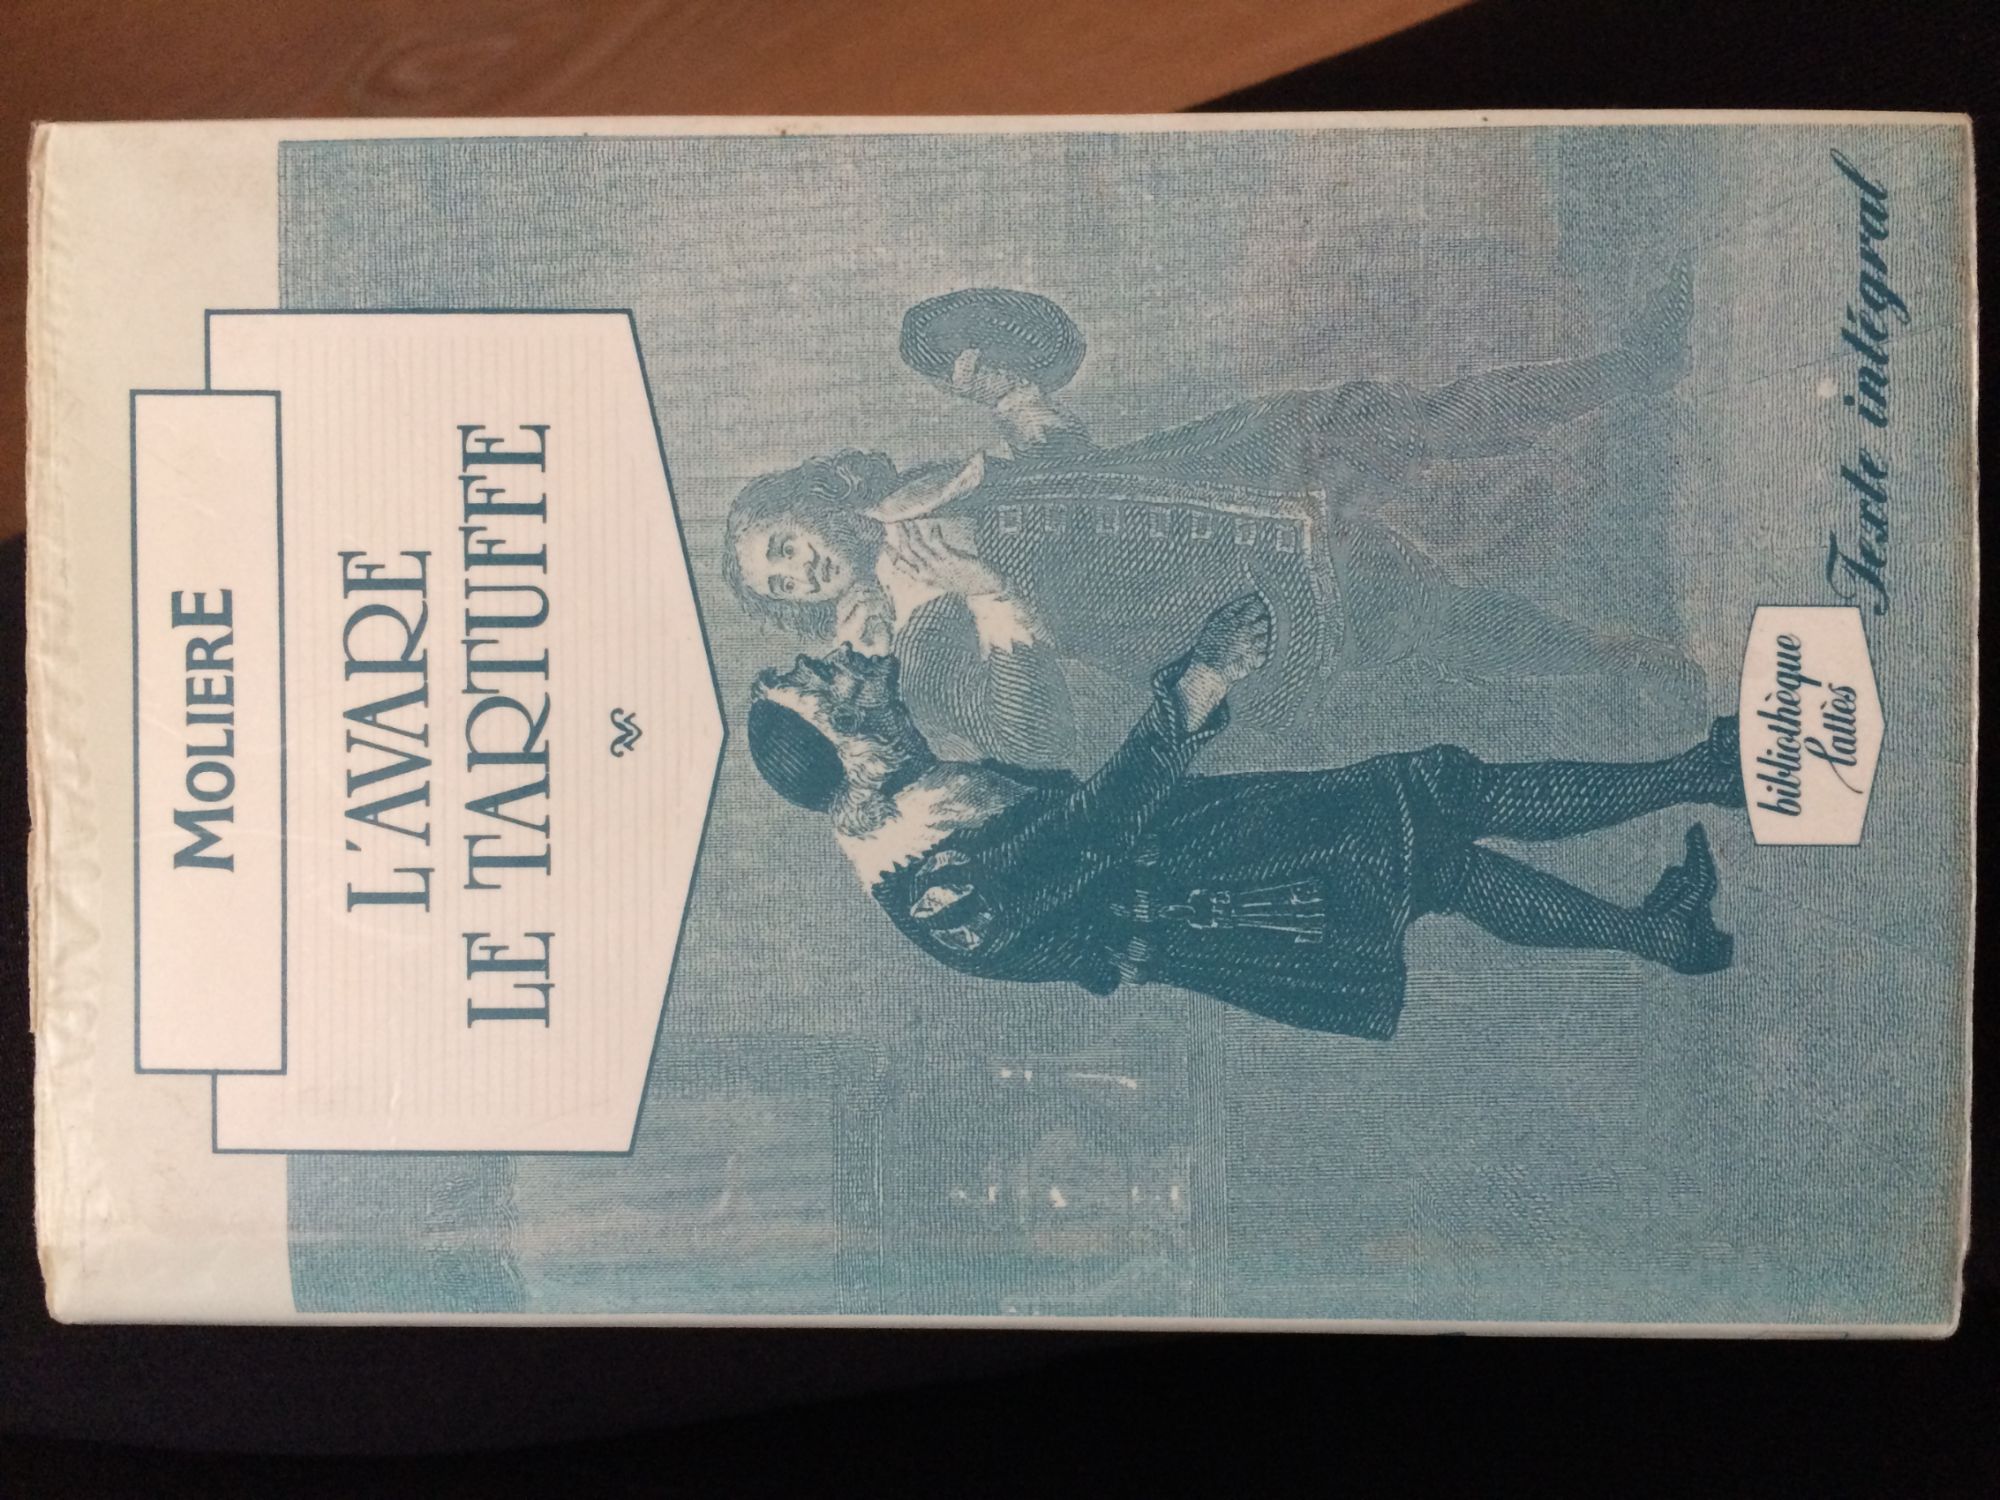 MOLIERE
L'AVARE
LE TARTUFFE
bibliothèque
lattès
Texte intégral